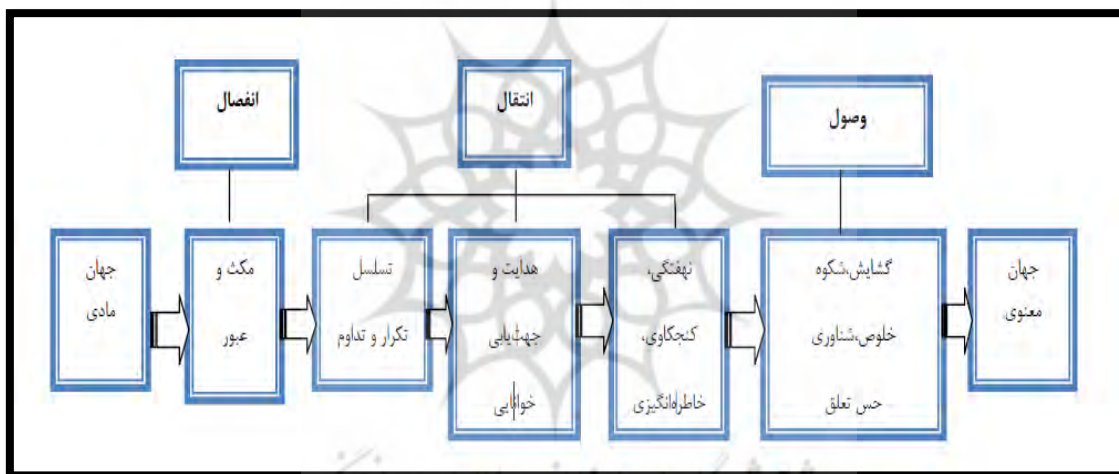 انفصال
انتقال
وصول
جهان
مادی
مکث و
عبور
تسلسل
تکرار و تداوم
هدایت و
جهت‌یابی
خوانایی
نهفتگی،
کنجکاوی،
خاطره‌انگیزی
گشایش،شکوه
خلوص،شناوری
حس تعلق
جهان
معنوی